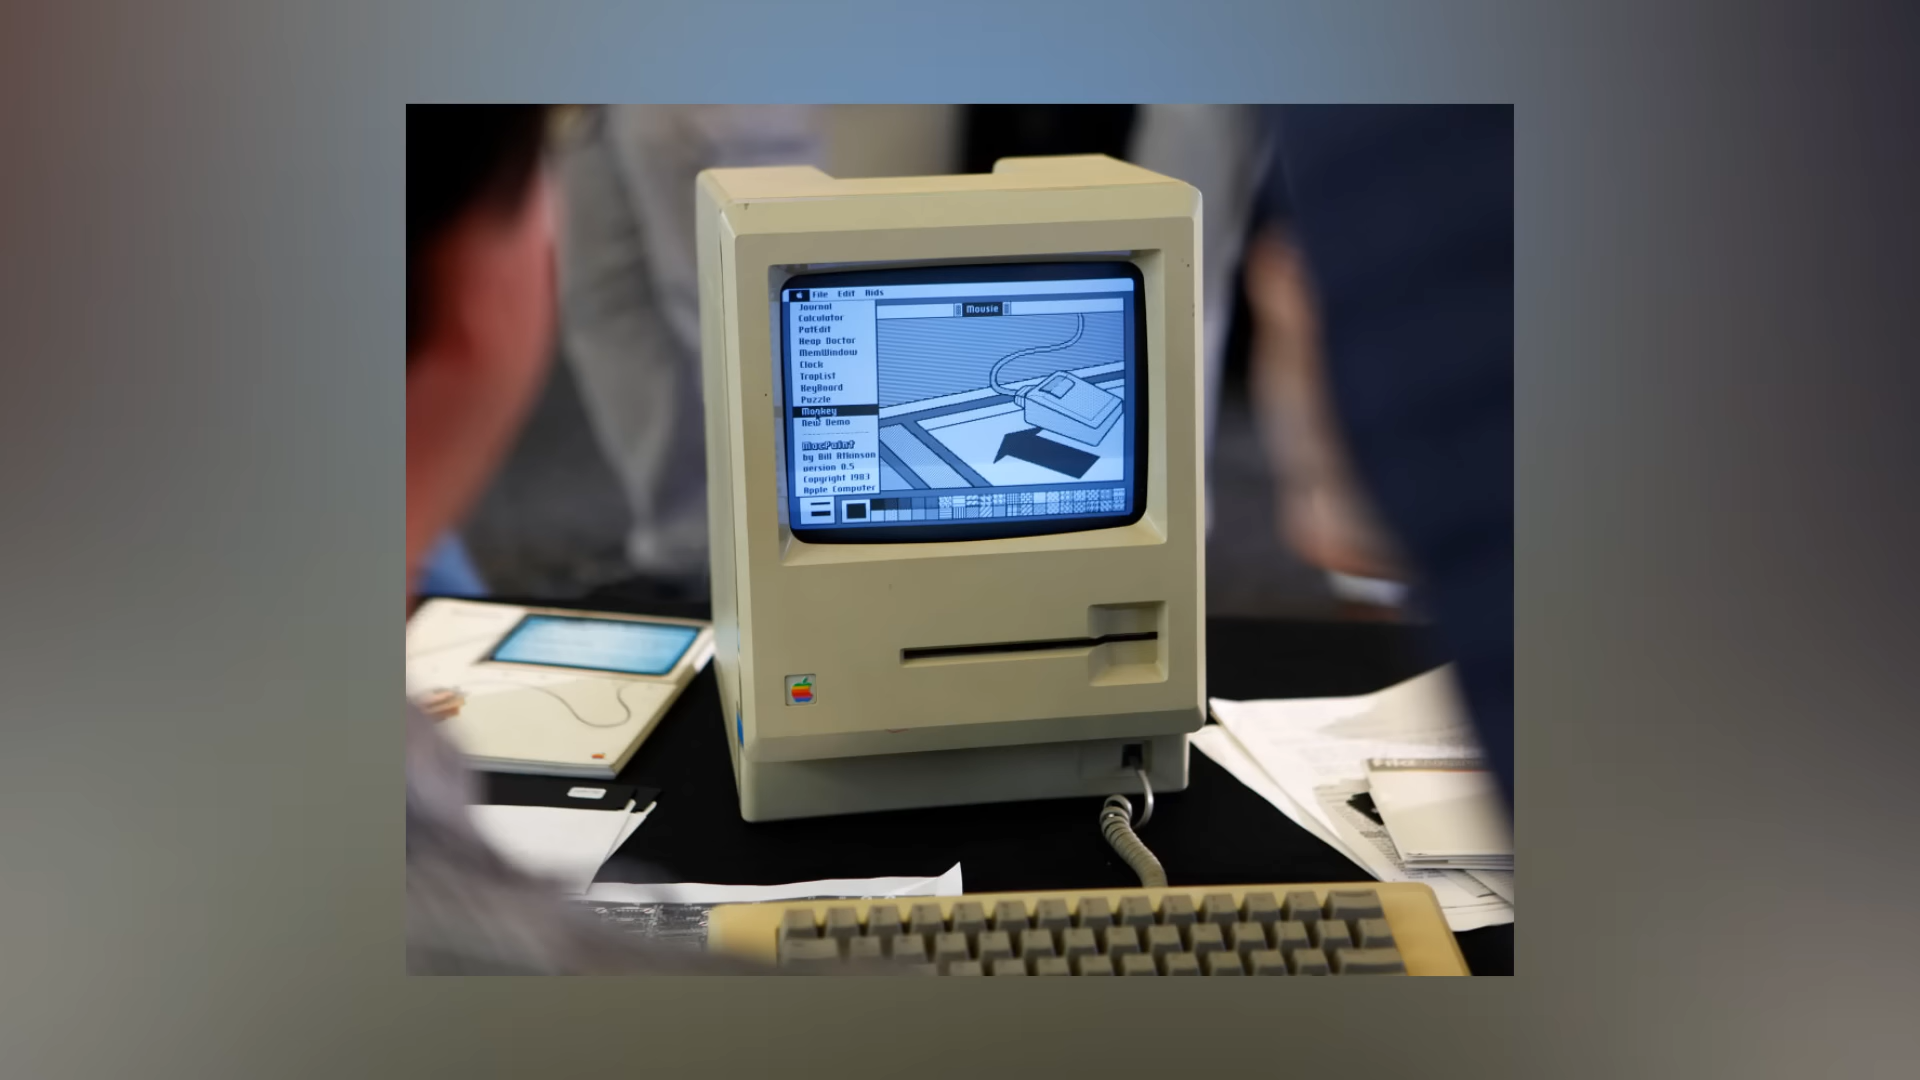 File Edit Aids
Mousie
Journal
Calculator
PatEdit
Heap Doctor
MemWindow
Clock
TrapList
KeyBoard
Puzzle
Monkey
New Demo
MacPaint
by Bill Atkinson
version 0.5
Copyright 1983
Apple Computer